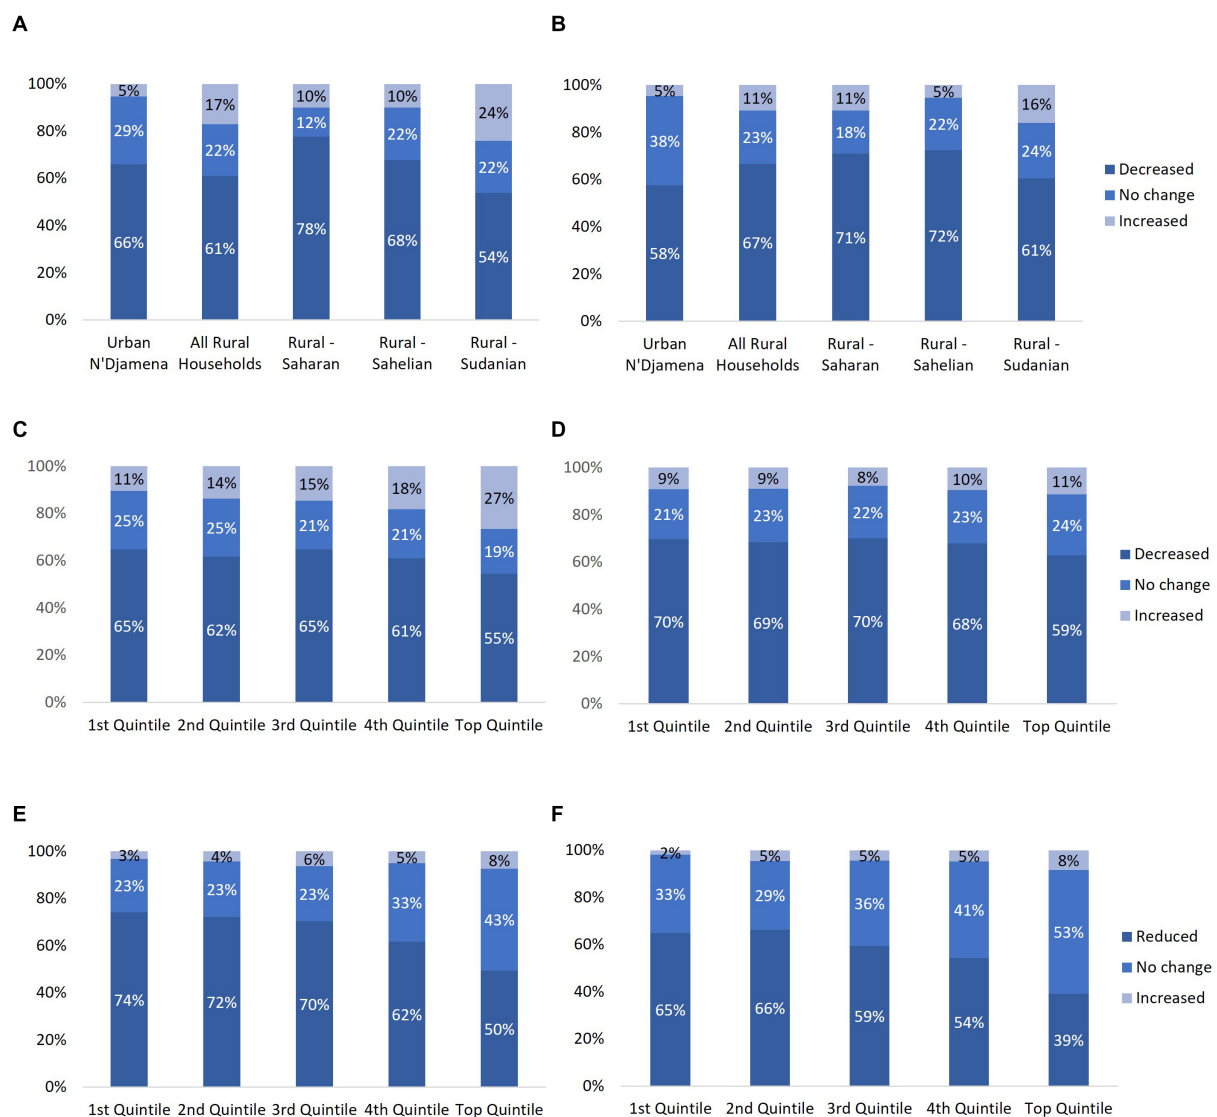 A
100%
80%
60%
40%
20%
0%
5%
17%
10%
10%
24%
29%
22%
12%
22%
22%
66%
61%
78%
68%
54%
Urban N'Djamena
All Rural Households
Rural - Saharan
Rural - Sahelian
Rural - Sudanian
B
100%
80%
60%
40%
20%
0%
5%
11%
11%
5%
16%
38%
23%
18%
22%
24%
58%
67%
71%
72%
61%
Urban N'Djamena
All Rural Households
Rural - Saharan
Rural - Sahelian
Rural - Sudanian
Decreased
No change
Increased
C
100%
80%
60%
40%
20%
0%
11%
14%
15%
18%
27%
25%
25%
21%
21%
19%
65%
62%
65%
61%
55%
1st Quintile
2nd Quintile
3rd Quintile
4th Quintile
Top Quintile
D
100%
80%
60%
40%
20%
0%
9%
9%
8%
10%
11%
21%
23%
22%
23%
24%
70%
69%
70%
68%
59%
1st Quintile
2nd Quintile
3rd Quintile
4th Quintile
Top Quintile
Decreased
No change
Increased
E
100%
80%
60%
40%
20%
0%
3%
4%
6%
5%
8%
23%
23%
23%
33%
43%
74%
72%
70%
62%
50%
1st Quintile
2nd Quintile
3rd Quintile
4th Quintile
Top Quintile
F
100%
80%
60%
40%
20%
0%
2%
5%
5%
5%
8%
33%
29%
36%
41%
53%
65%
66%
59%
54%
39%
1st Quintile
2nd Quintile
3rd Quintile
4th Quintile
Top Quintile
Reduced
No change
Increased